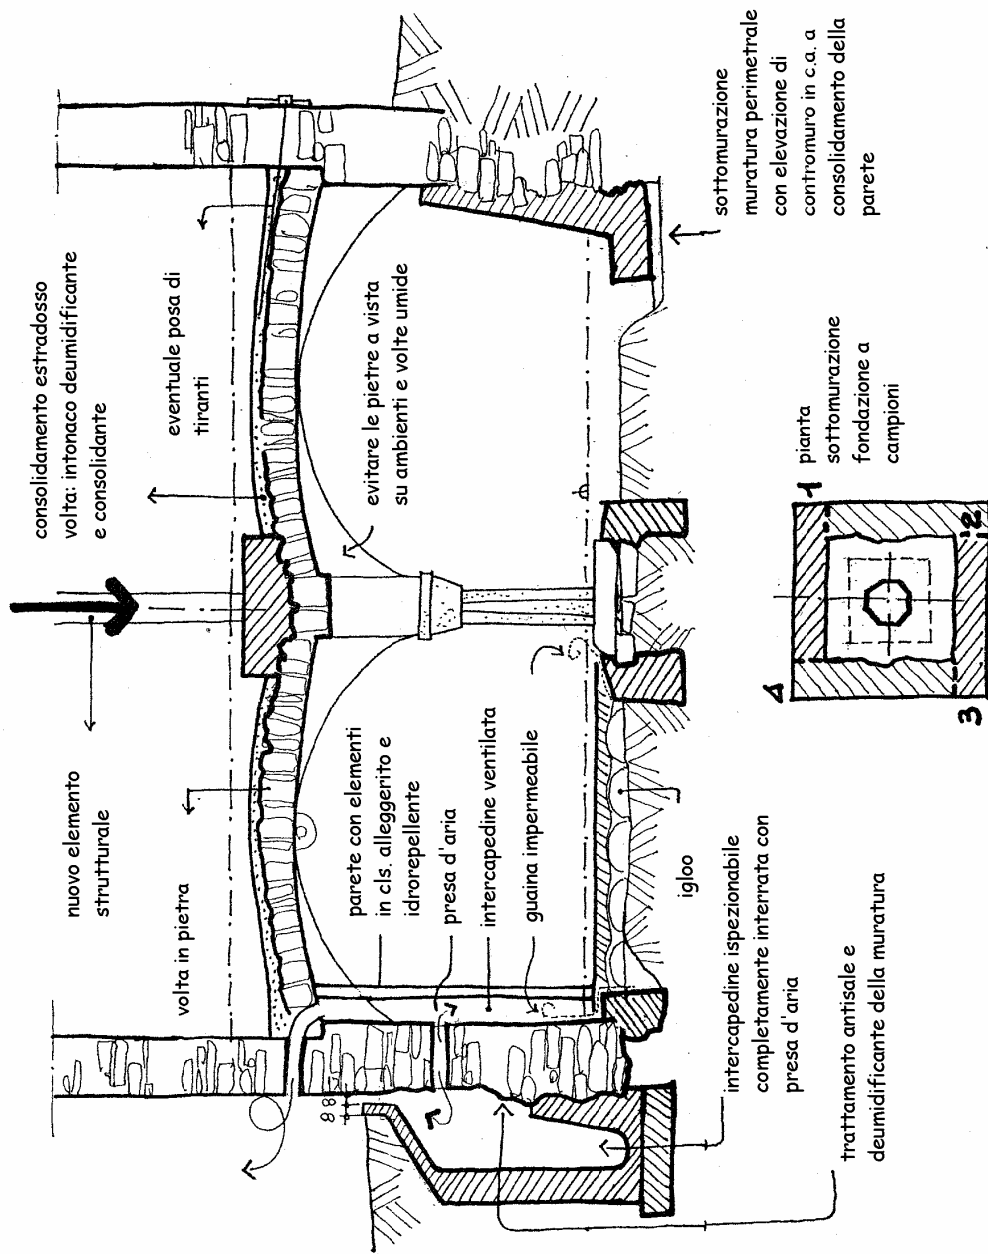 nuovo elemento
strutturale
consolidamento estradosso
volta: intonaco deumidificante
e consolidante
volta in pietra
eventuale posa di
tiranti
evitare le pietre a vista
su ambienti e volte umide
parete con elementi
in cls. alleggerito e
idrorepellente
presa d'aria
intercapedine ventilata
guaina impermeabile
8 8
igloo
intercapedine ispezionabile
completamente interrata con
presa d'aria
trattamento antisale e
deumidificante della muratura
sottomurazione
muratura perimetrale
con elevazione di
contromuro in c.a. a
consolidamento della
parete
pianta
sottomurazione
fondazione a
campioni
1
2
3
4